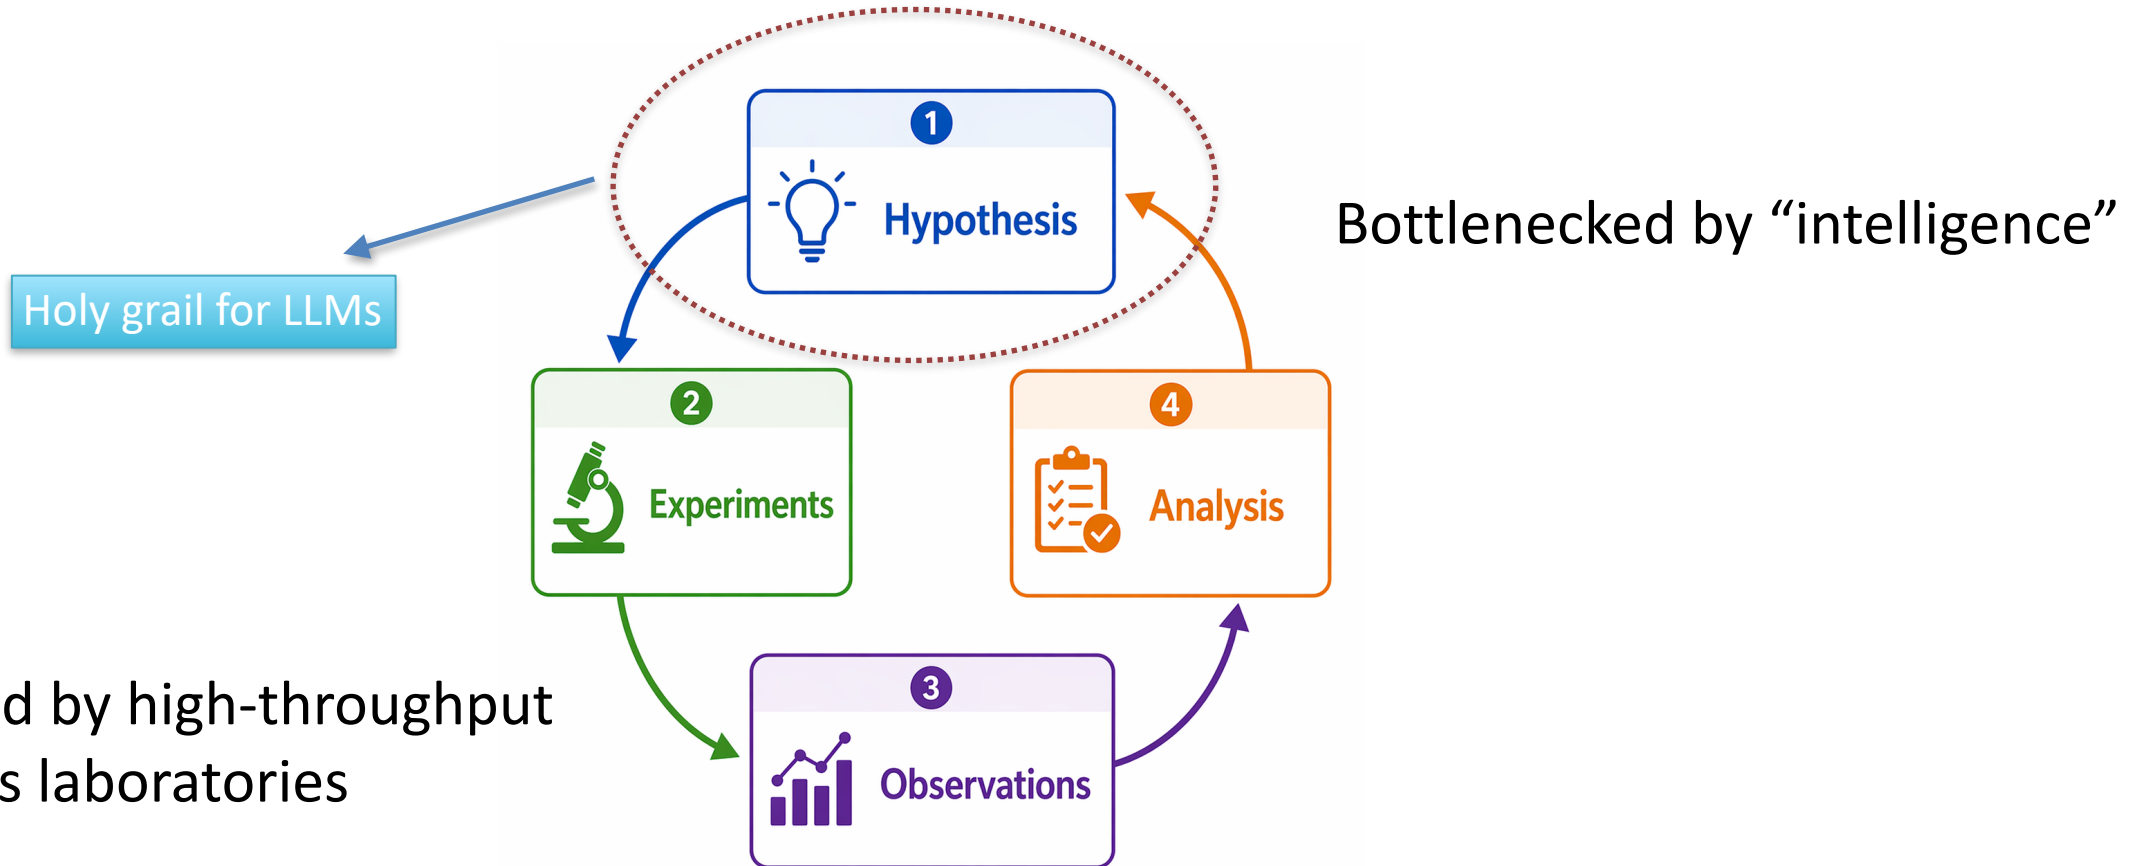 1
Hypothesis
Bottlenecked by “intelligence”
Holy grail for LLMs
2
Experiments
4
Analysis
d by high-throughput
s laboratories
3
Observations